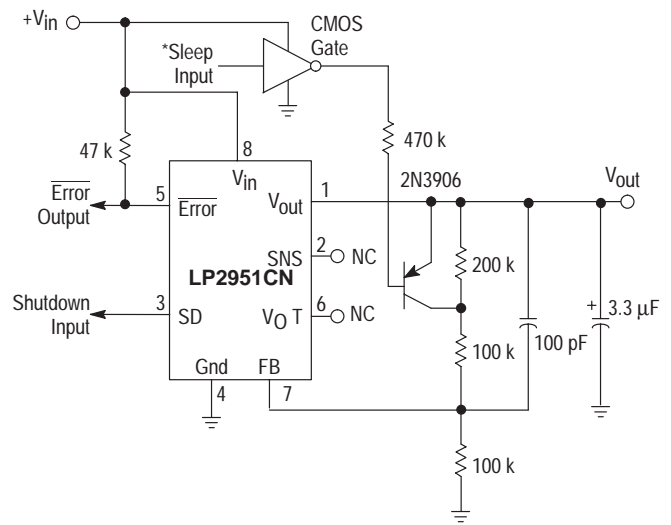 +Vin
CMOS
Gate
*Sleep
Input
470 k
47 k
8
Vin
2N3906
Vout
Error
Output
5
Error
Vout
1
SNS
2
NC
200 k
LP2951CN
Shutdown
Input
3
SD
VO T
6
NC
100 k
100 pF
+
3.3 µF
Gnd
FB
4
7
100 k